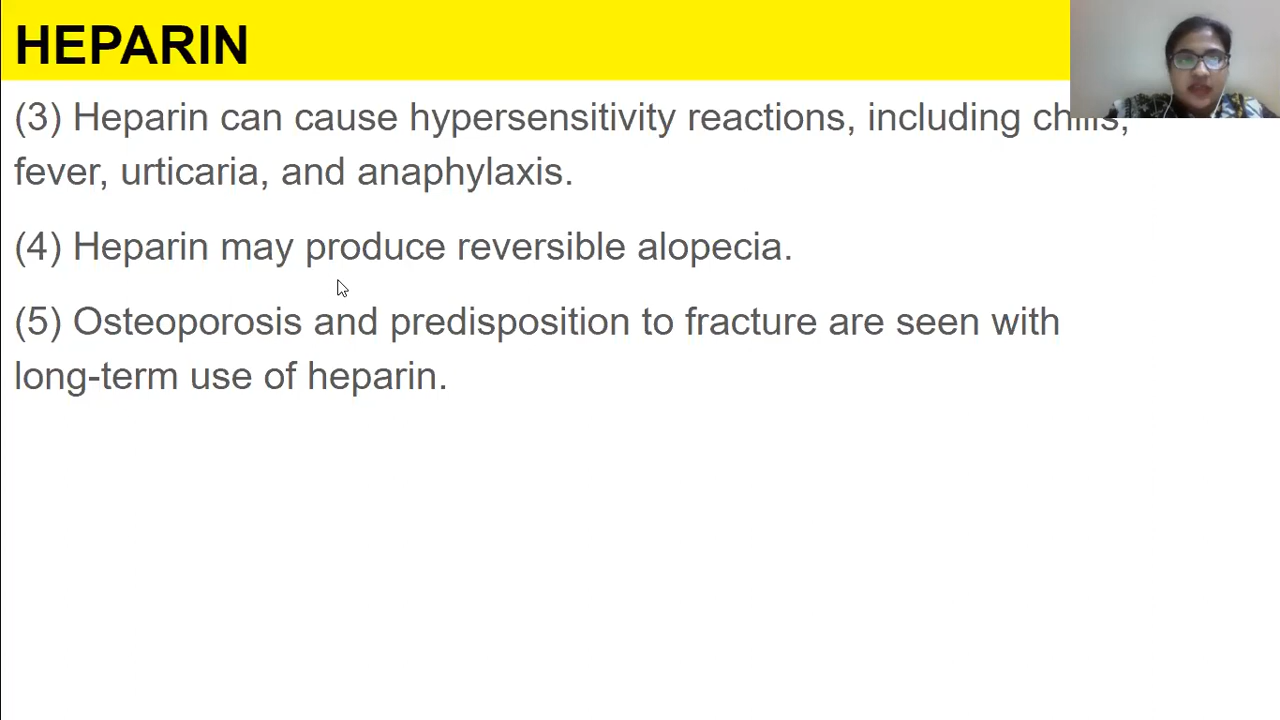 HEPARIN
(3) Heparin can cause hypersensitivity reactions, including chills,
fever, urticaria, and anaphylaxis.
(4) Heparin may produce reversible alopecia.
(5) Osteoporosis and predisposition to fracture are seen with
long-term use of heparin.